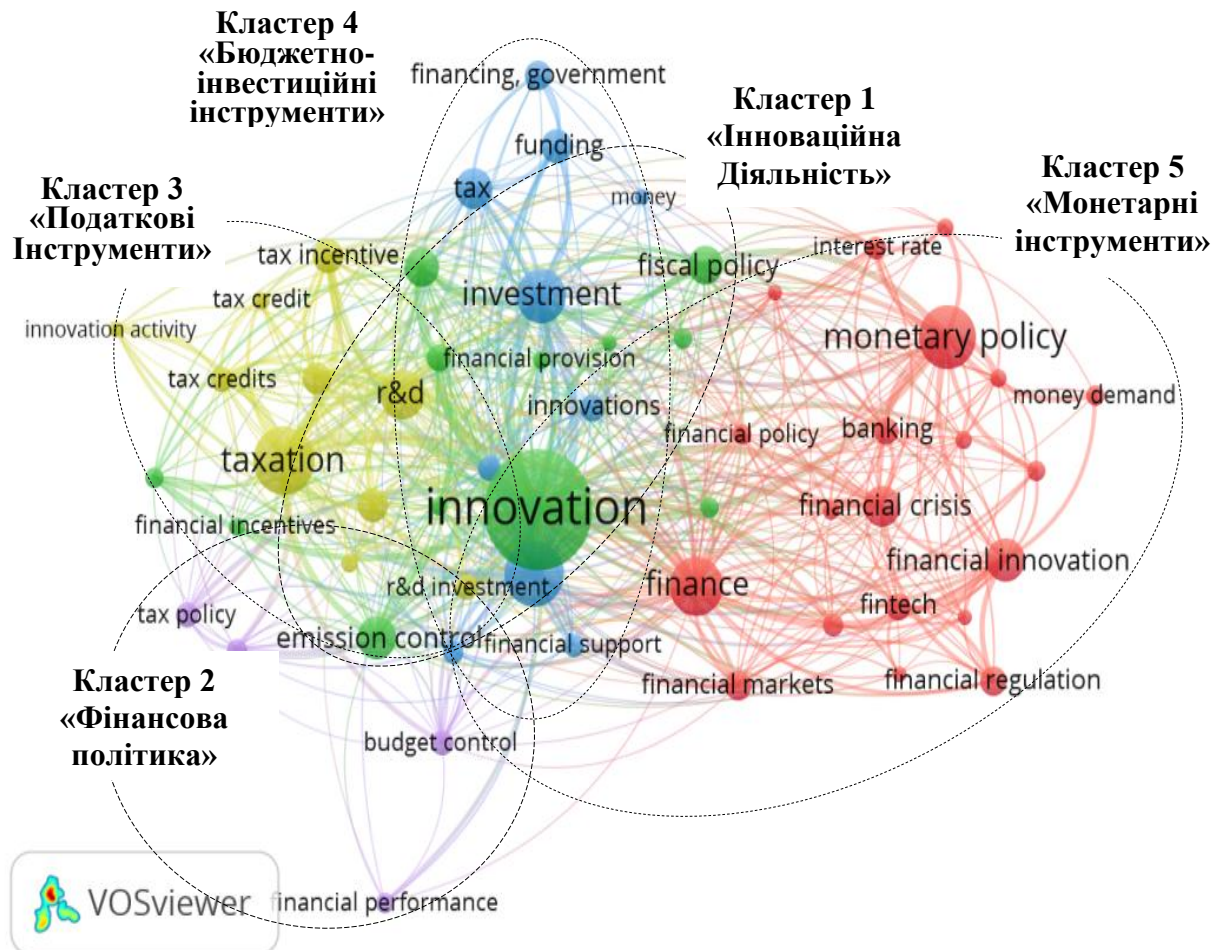 Кластер 4
«Бюджетно-
інвестиційні
інструменти»
financing, government
Кластер 1
«Інноваційна
Діяльність»
funding
Кластер 5
«Монетарні
інструменти»
Кластер 3
«Податкові
Інструменти»
tax
money
tax incentive
fiscal policy
interest rate
tax credit
investment
innovation activity
monetary policy
financial provision
tax credits
r&d
innovations
money demand
financial policy
banking
taxation
innovation
financial crisis
financial incentives
financial innovation
r&d investment
finance
fintech
tax policy
emission control
financial support
financial markets
financial regulation
Кластер 2
«Фінансова
політика»
budget control
VOSviewer
financial performance